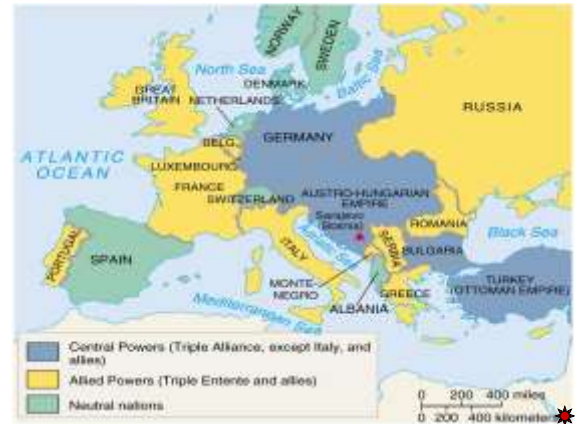 NORWAY
SWEDEN
North Sea
Baltic Sea
DENMARK
GREAT
BRITAIN
NETHERLANDS
RUSSIA
BELG.
GERMANY
ATLANTIC
OCEAN
LUXEMBOURG
FRANCE
SWITZERLAND
AUSTRO-HUNGARIAN
EMPIRE
Sarajevo
(Bosnia)
ROMANIA
Adriatic Sea
SERBIA
BULGARIA
Black Sea
PORTUGAL
SPAIN
ITALY
MONTE-
NEGRO
ALBANIA
GREECE
TURKEY
(OTTOMAN EMPIRE)
Mediterranean Sea
Central Powers (Triple Alliance, except Italy, and
allies)
Allied Powers (Triple Entente and allies)
Neutral nations
0 200 400 miles
0 200 400 kilometers